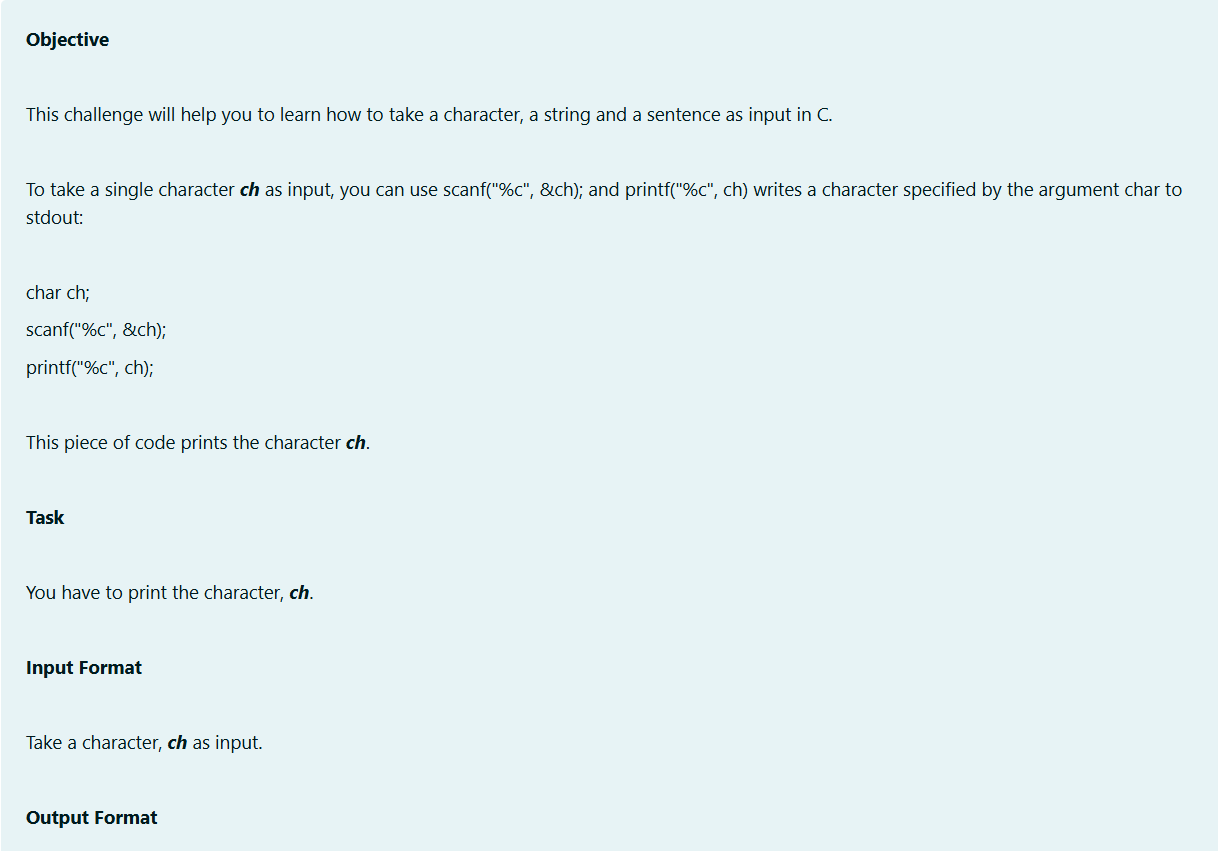 Objective
This challenge will help you to learn how to take a character, a string and a sentence as input in C.
To take a single character ch as input, you can use scanf("%c", &ch); and printf("%c", ch) writes a character specified by the argument char to
stdout:
char ch;
scanf("%c", &ch);
printf("%c", ch);
This piece of code prints the character ch.
Task
You have to print the character, ch.
Input Format
Take a character, ch as input.
Output Format